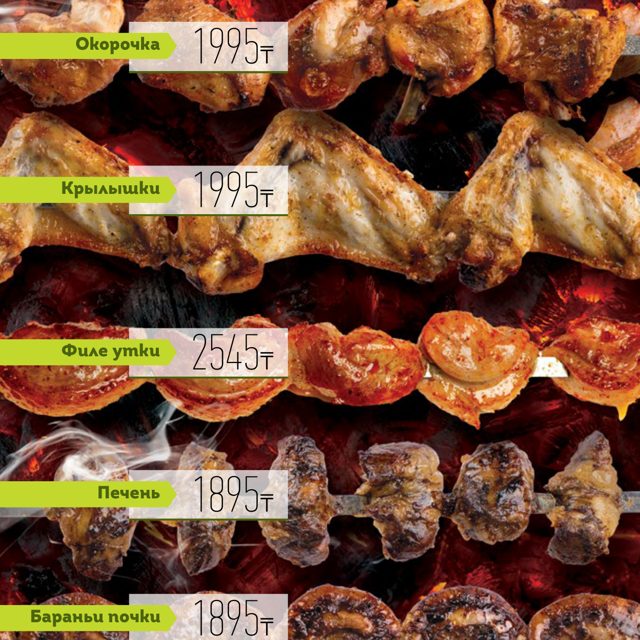 Окорочка 1995₸
Крылышки 1995₸
Филе утки 2545₸
Печень 1895₸
Бараньи почки 1895₸